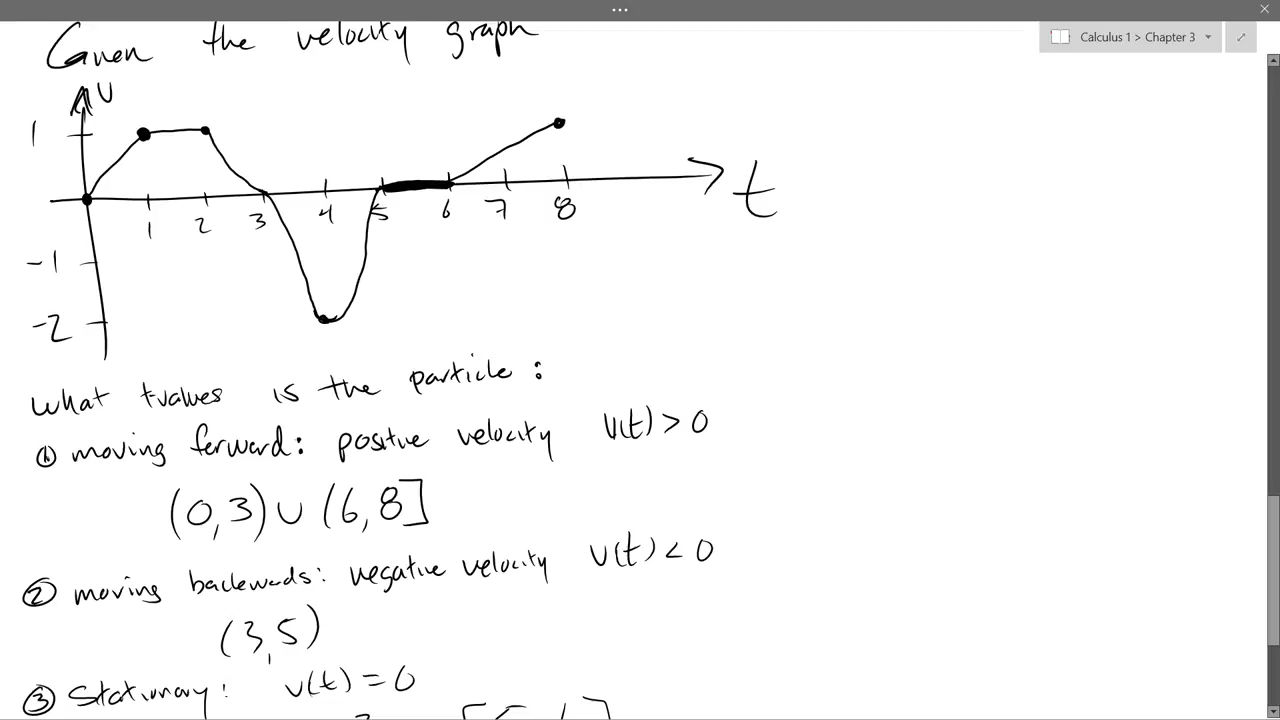 Calculus 1 > Chapter 3
Given the velocity graph
v
1
-1
-2
1 2 3 4 5 6 7 8
t
What t-values is the particle:
① moving forward: positive velocity v(t) > 0
(0,3) ∪ (6,8]
② moving backwards: negative velocity v(t) < 0
(3,5)
③ Stationary: v(t) = 0